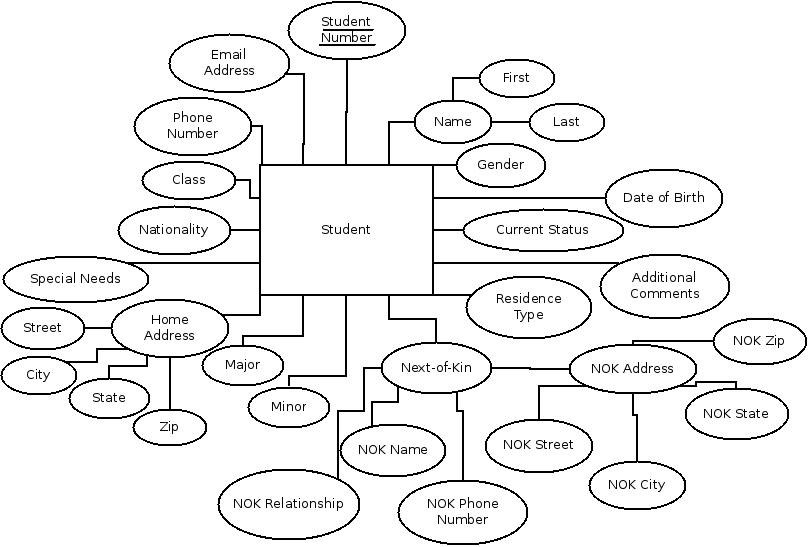 Student
Number
Email
Address
First
Phone
Number
Name
Last
Gender
Class
Date of Birth
Nationality
Student
Current Status
Special Needs
Additional
Comments
Residence
Type
Home
Address
Street
NOK Zip
Major
Next-of-Kin
NOK Address
City
State
Minor
NOK State
Zip
NOK Name
NOK Street
NOK City
NOK Relationship
NOK Phone
Number